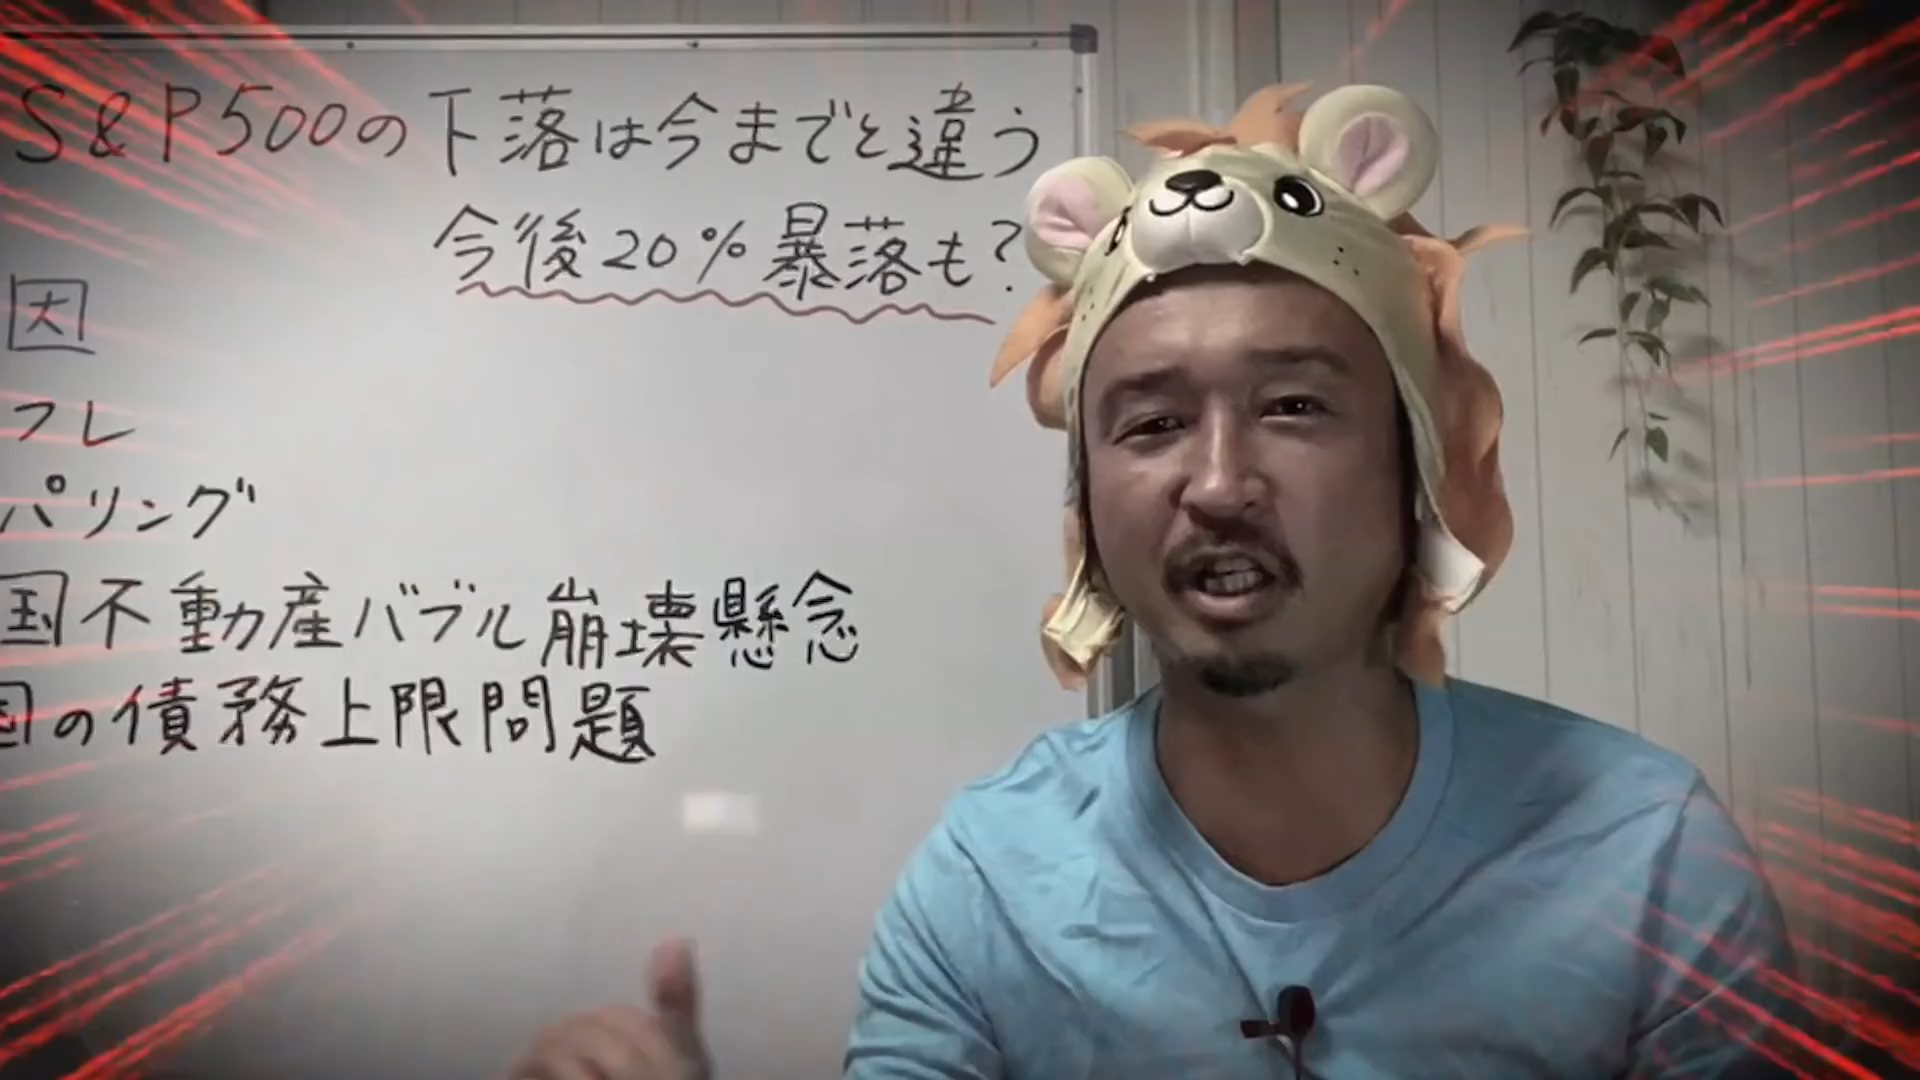 S&P500の下落は今までと違う
今後20%暴落も?
因
フレ
パリング
国不動産バブル崩壊懸念
国の債務上限問題